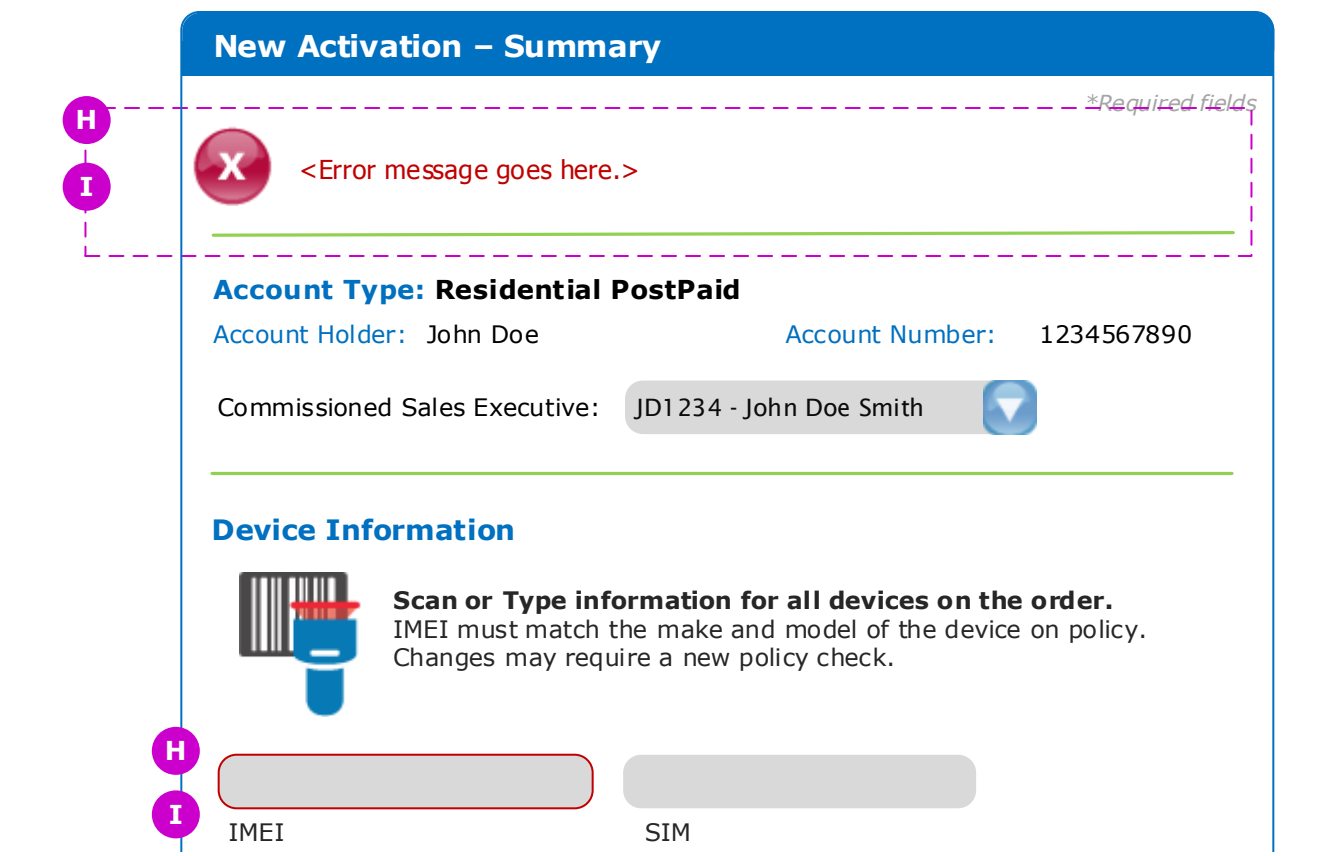 New Activation – Summary
*Required fields
H
X
<Error message goes here.>
I
Account Type: Residential PostPaid
Account Holder: John Doe
Account Number: 1234567890
Commissioned Sales Executive: JD1234 - John Doe Smith
Device Information
Scan or Type information for all devices on the order.
IMEI must match the make and model of the device on policy.
Changes may require a new policy check.
H
I
IMEI
SIM